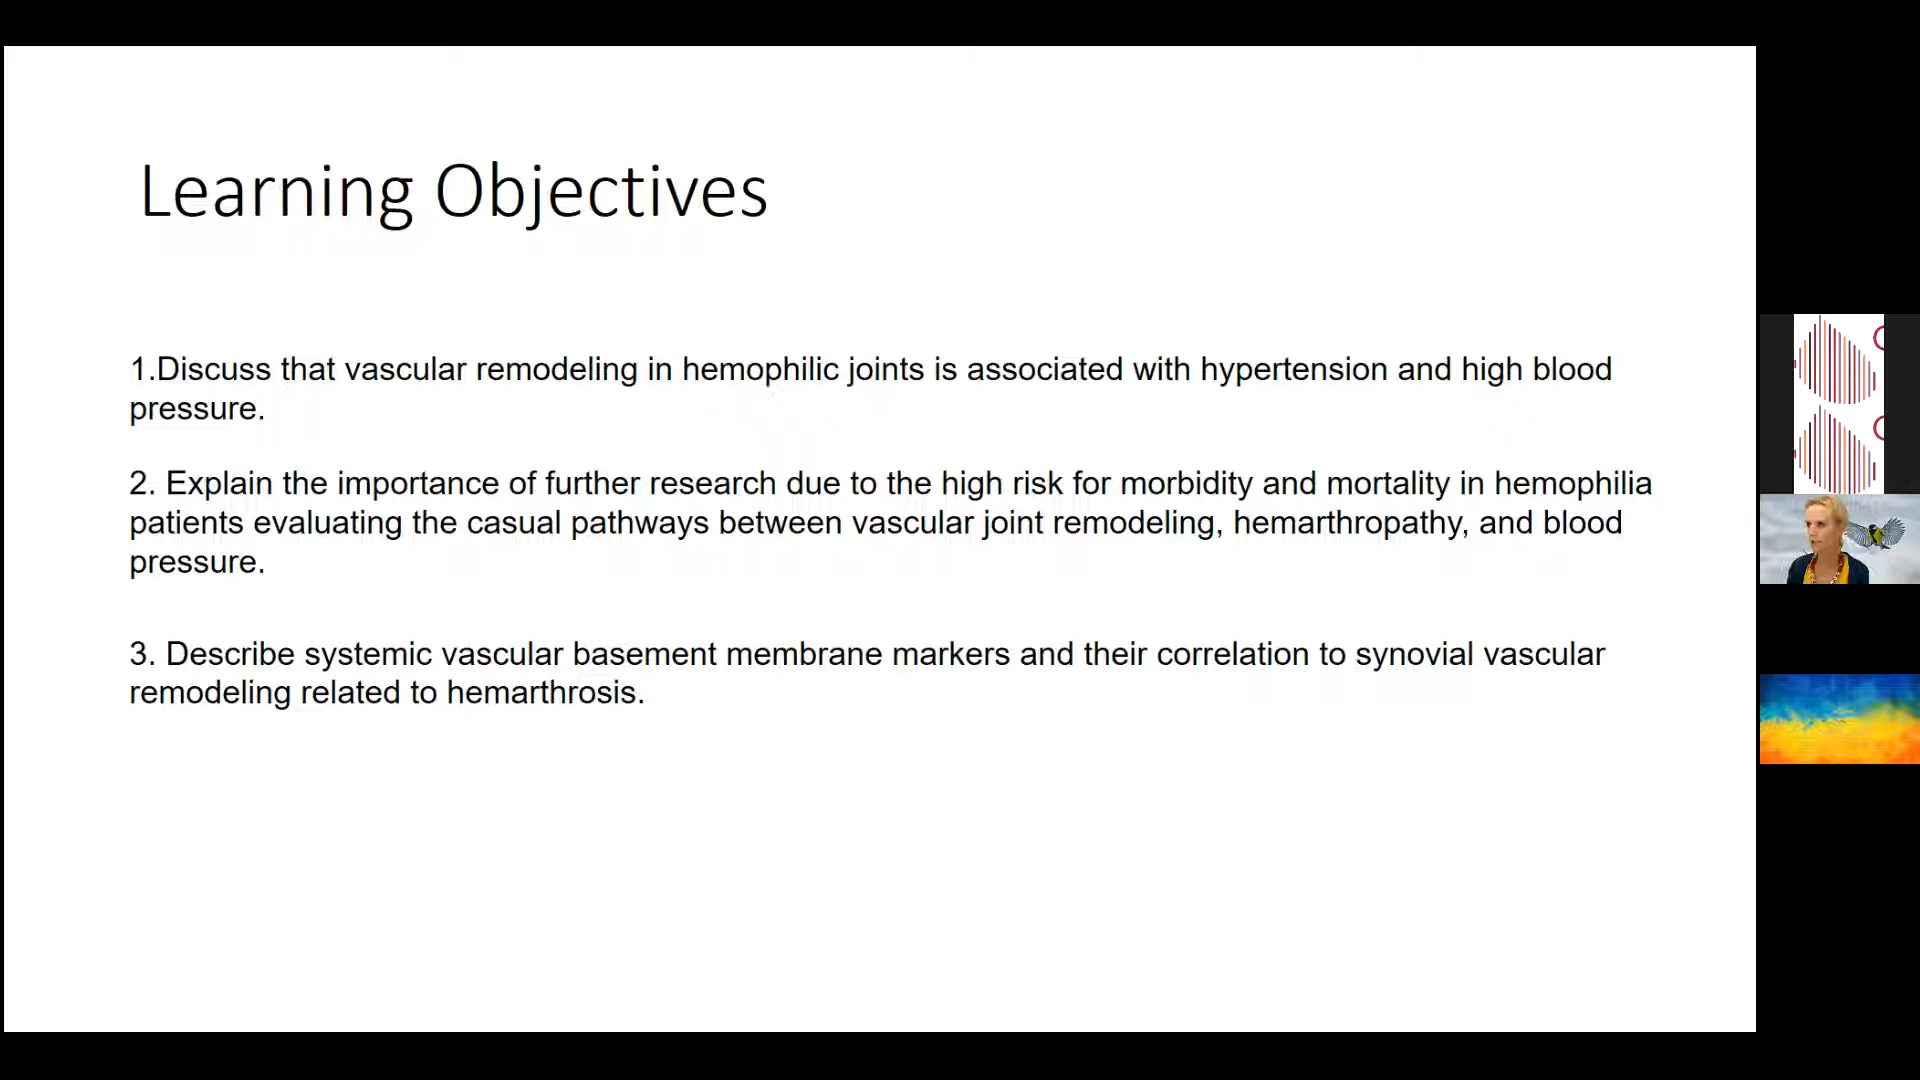 Learning Objectives
1.Discuss that vascular remodeling in hemophilic joints is associated with hypertension and high blood
pressure.
2. Explain the importance of further research due to the high risk for morbidity and mortality in hemophilia
patients evaluating the casual pathways between vascular joint remodeling, hemarthropathy, and blood
pressure.
3. Describe systemic vascular basement membrane markers and their correlation to synovial vascular
remodeling related to hemarthrosis.